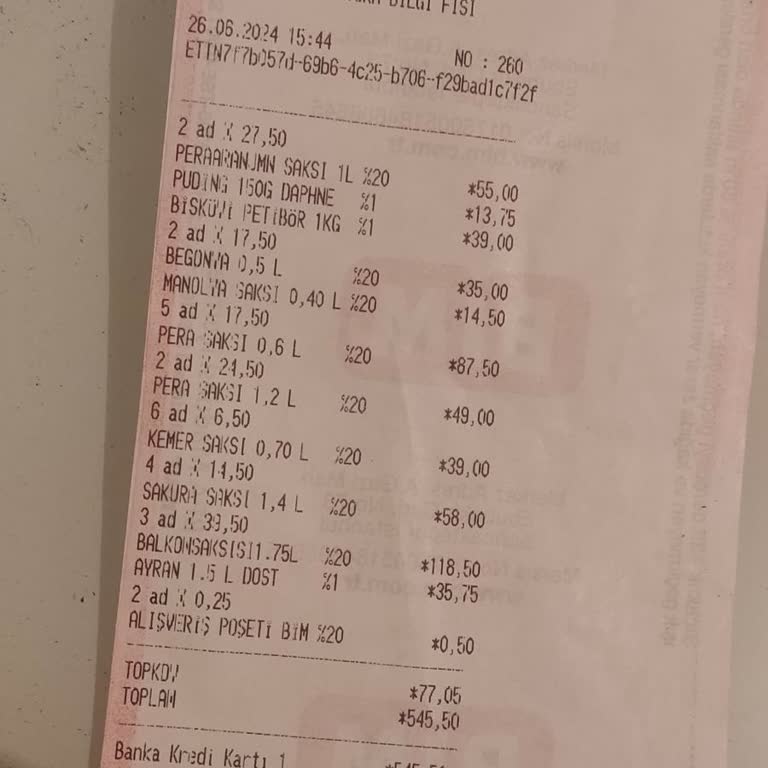 BİLGİ FİŞİ
26.06.2024 15:44
NO : 260
ETTN7f7b057d-69b6-4c25-b706-f29bad1c7f2f
2 ad X 27,50
PERAARANJMN SAKSI 1L %20 *55,00
PUDİNG 150G DAPHNE %1 *13,75
BİSKÜVİ PETİBÖR 1KG %1 *39,00
2 ad X 17,50
BEGONYA 0,5 L %20 *35,00
MANOLYA SAKSI 0,40 L %20 *14,50
5 ad X 17,50
PERA SAKSI 0,6 L %20 *87,50
2 ad X 24,50
PERA SAKSI 1,2 L %20 *49,00
6 ad X 6,50
KEMER SAKSI 0,70 L %20 *39,00
4 ad X 14,50
SAKURA SAKSI 1,4 L %20 *58,00
3 ad X 39,50
BALKONSAKSISI1.75L %20 *118,50
AYRAN 1.5 L DOST %1 *35,75
2 ad X 0,25
ALIŞVERİŞ POŞETİ BİM %20 *0,50
TOPKDV *77,05
TOPLAM *545,50
Banka Kredi Kartı 1